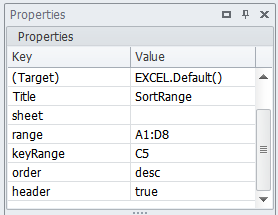 Properties
Properties
Key Value
(Target) EXCEL.Default()
Title SortRange
sheet
range A1:D8
keyRange C5
order desc
header true